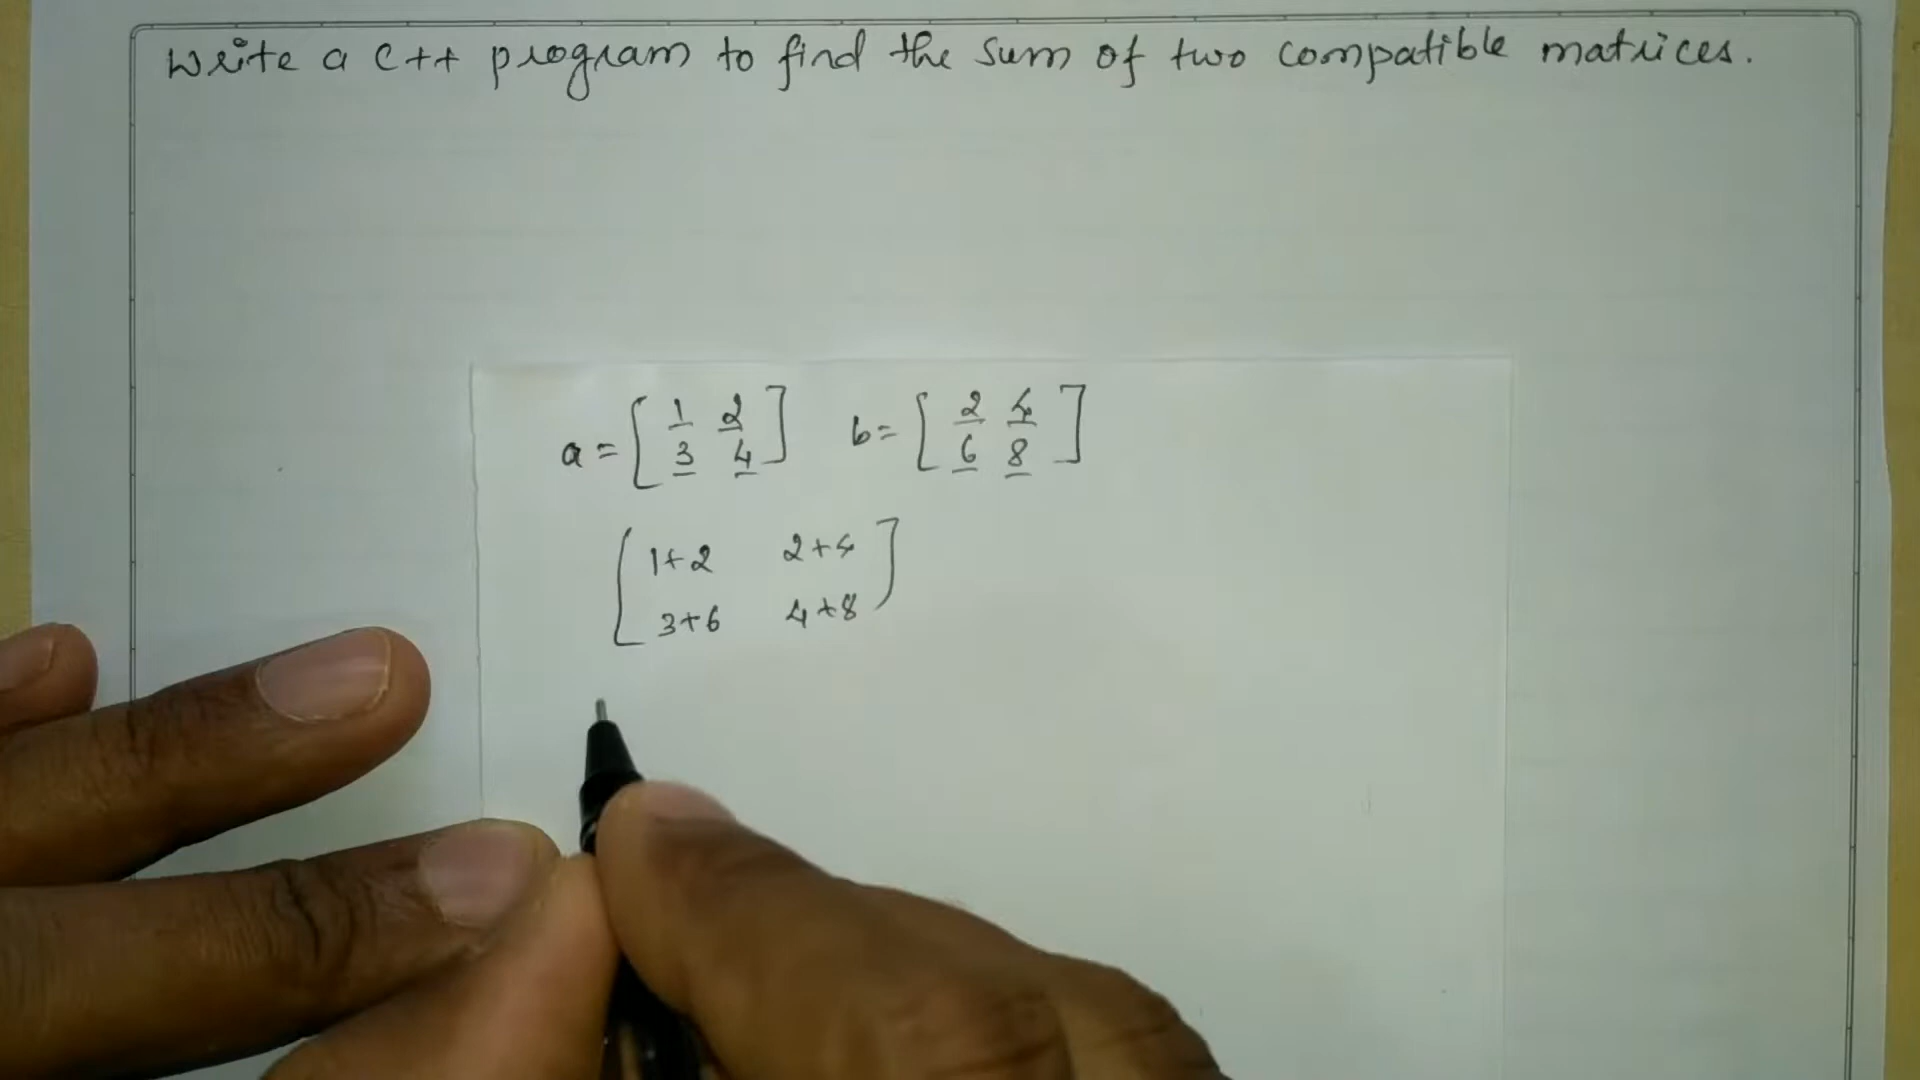 Write a C++ program to find the sum of two compatible matrices.
a = [ 1 2 ] b = [ 2 4 ]
3 4 6 8
[ 1+2 2+4 ]
3+6 4+8